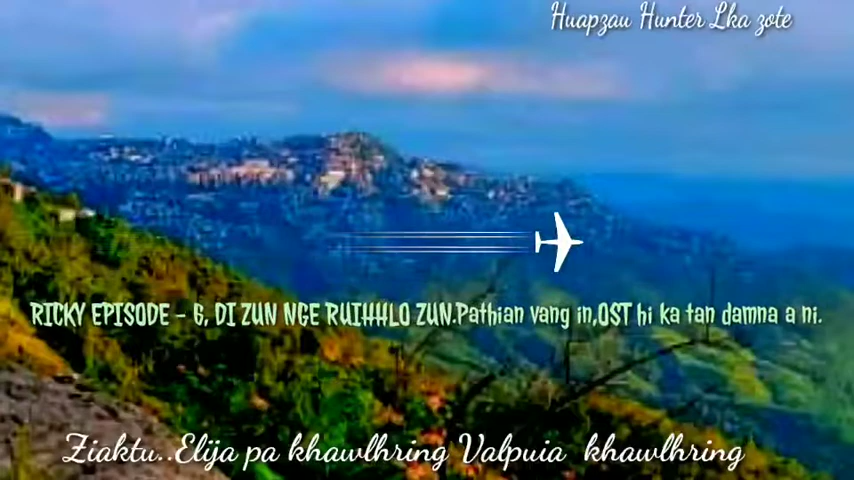 Huapzau Hunter Lka zote
RICKY EPISODE - 6, DI ZUN NGE RUIHHLO ZUN.Pathian vang in,OST hi ka tan damna a ni.
Ziaktu..Elija pa khawlhring Valpuia khawlhring